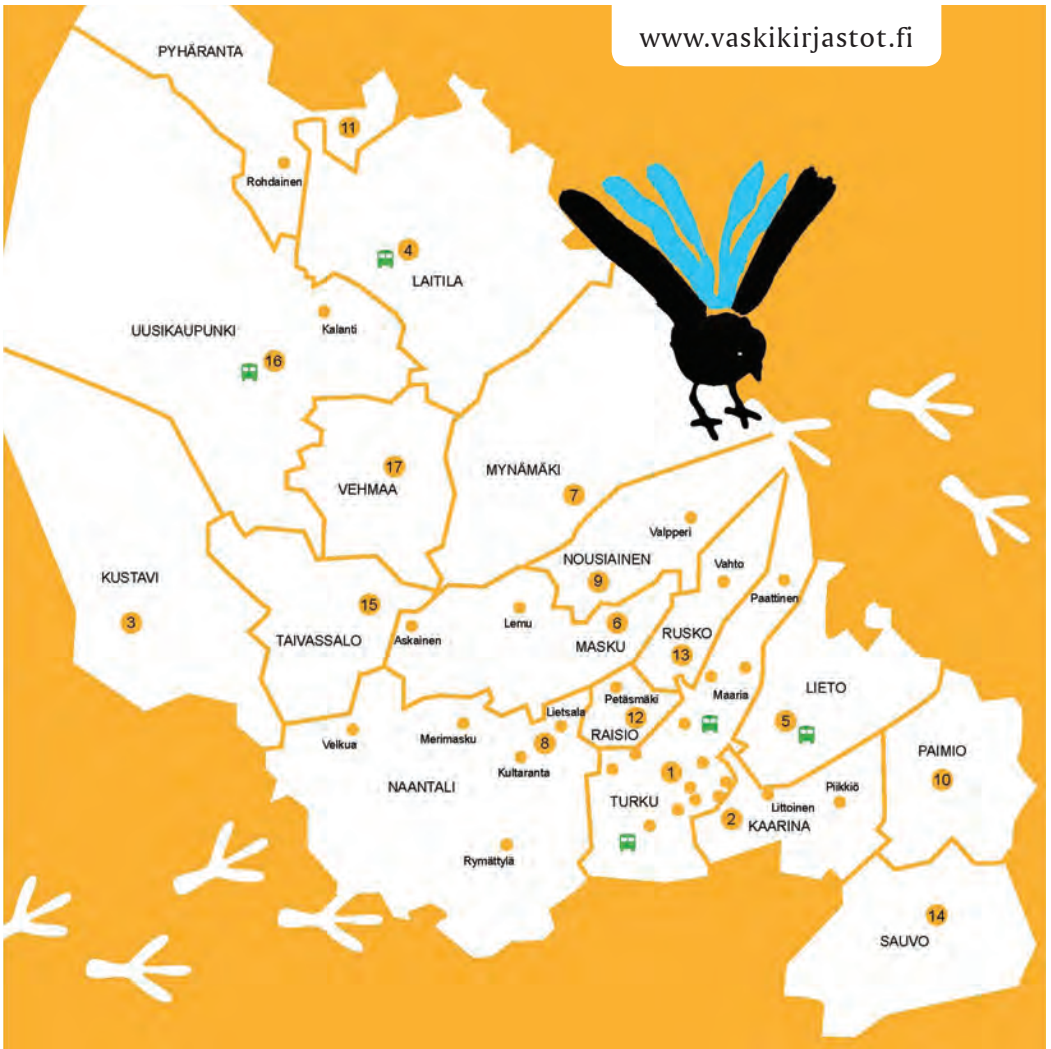 www.vaskikirjastot.fi
PYHÄRANTA
11
Rohdainen
4
LAITILA
UUSIKAUPUNKI
Kalanti
16
17
VEHMAA
MYNÄMÄKI
7
Valpperi
NOUSIAINEN
9
Vahto
Paattinen
KUSTAVI
3
15
TAIVASSALO
Askainen
Lemu
6
MASKU
RUSKO
13
Maaria
LIETO
5
Petäsmäki
12
RAISIO
Lietsala
8
Velkua
Merimasku
Kultaranta
NAANTALI
Rymättylä
1
TURKU
2
KAARINA
Littoinen
Piikkiö
PAIMIO
10
14
SAUVO